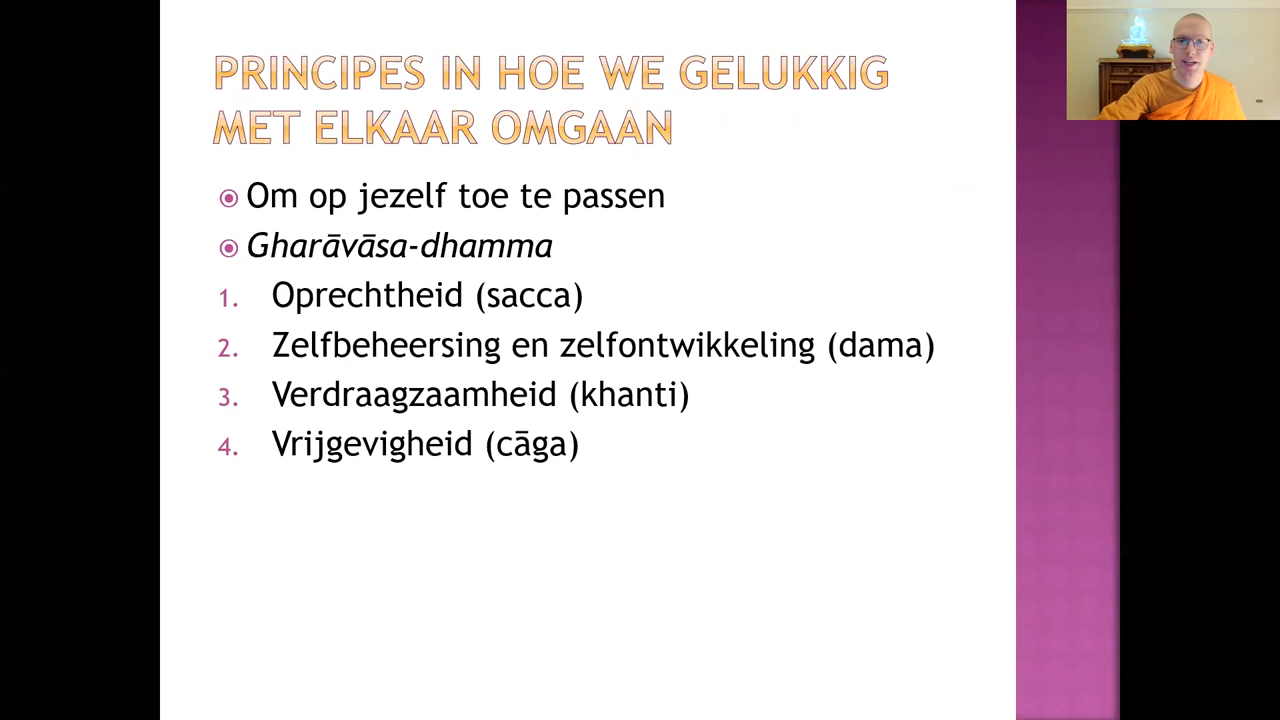 PRINCIPES IN HOE WE GELUKKIG
MET ELKAAR OMGAAN
Om op jezelf toe te passen
Gharāvāsa-dhamma
1. Oprechtheid (sacca)
2. Zelfbeheersing en zelfontwikkeling (dama)
3. Verdraagzaamheid (khanti)
4. Vrijgevigheid (cāga)